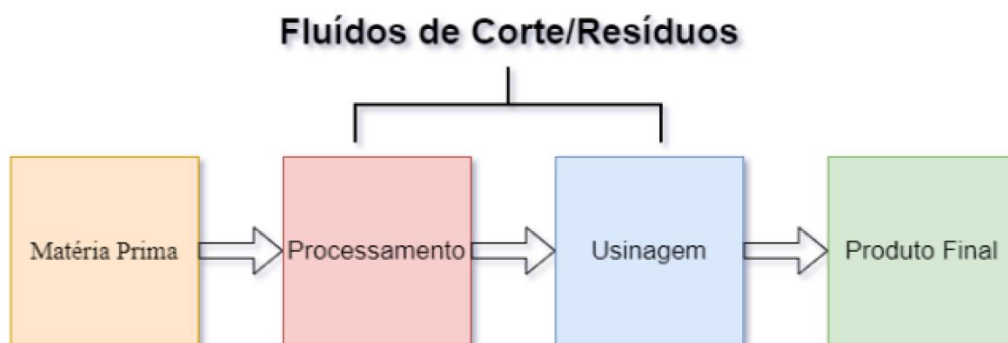 Fluídos de Corte/Resíduos
Matéria Prima
Processamento
Usinagem
Produto Final